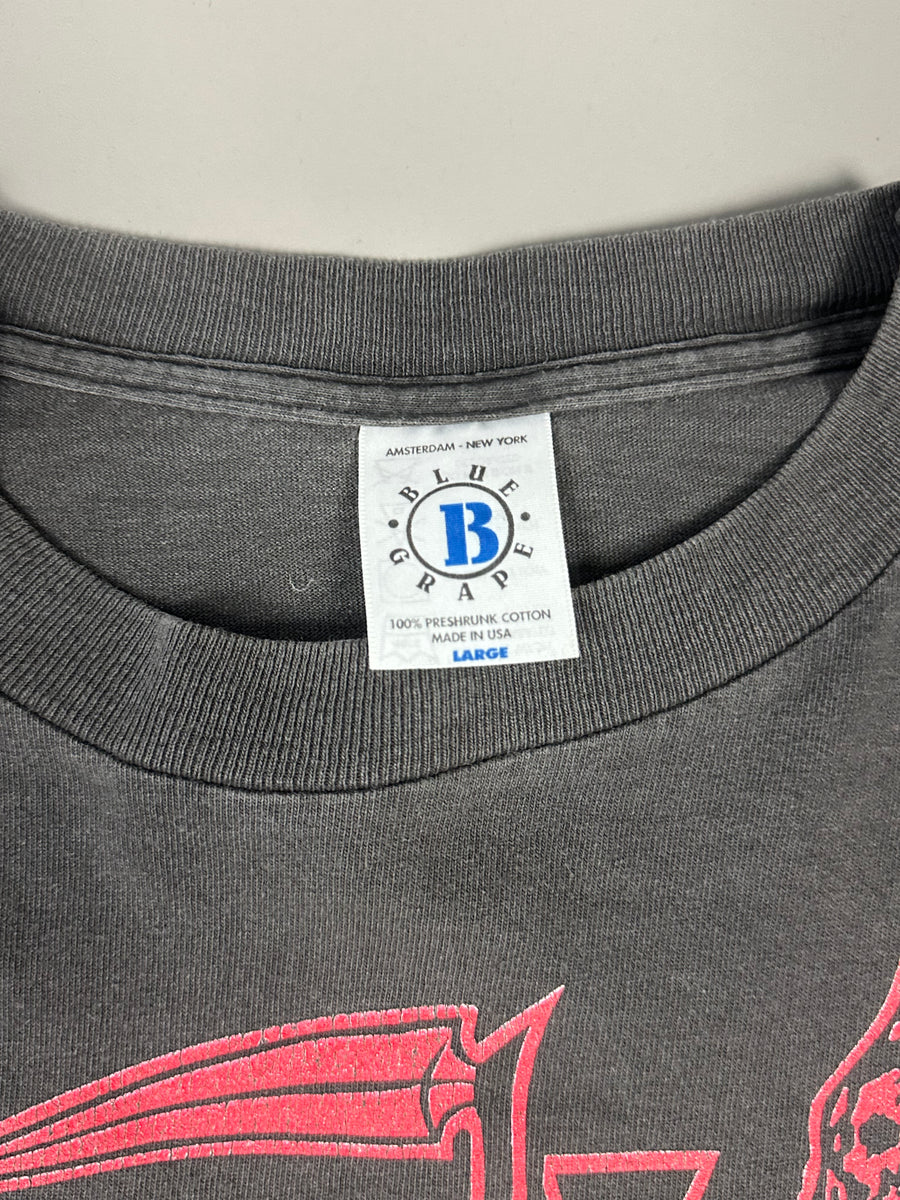 AMSTERDAM - NEW YORK
BLUE
B
GRAPE
100% PRESHRUNK COTTON
MADE IN USA
LARGE